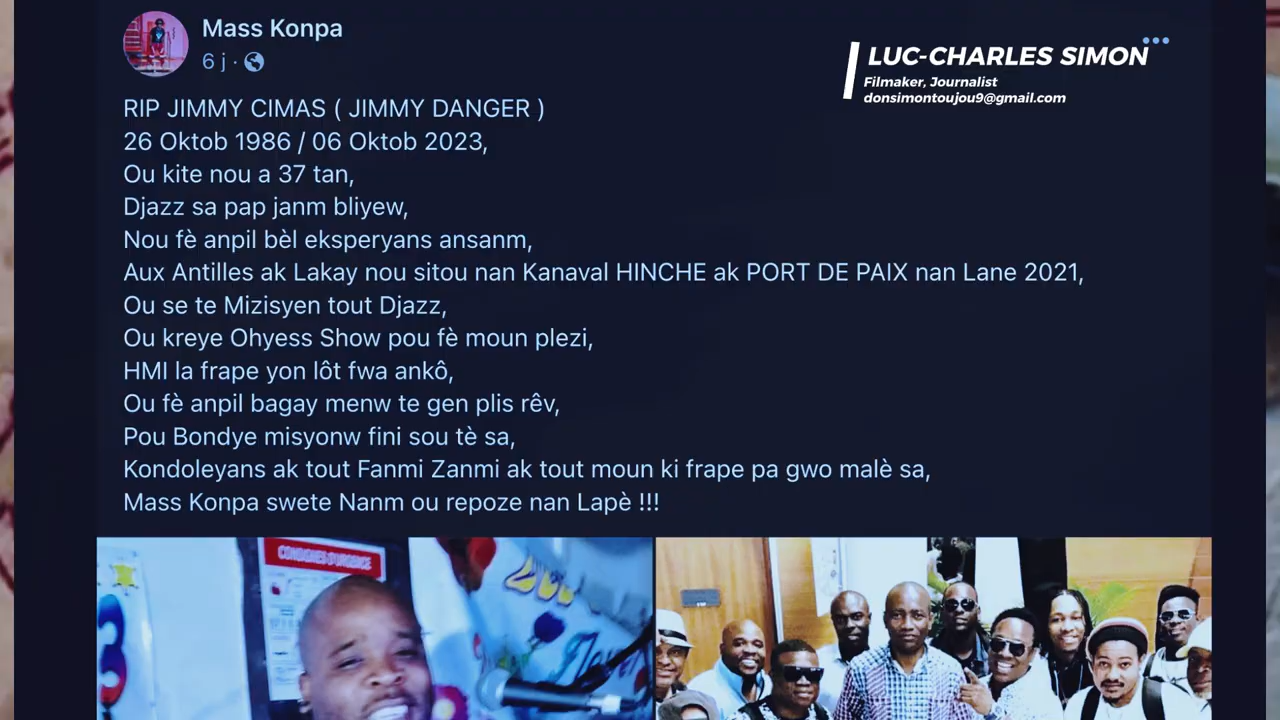 Mass Konpa
6 j ·
LUC-CHARLES SIMON
Filmaker, Journalist
donsimontoujou9@gmail.com
RIP JIMMY CIMAS ( JIMMY DANGER )
26 Oktob 1986 / 06 Oktob 2023,
Ou kite nou a 37 tan,
Djazz sa pap janm bliyew,
Nou fè anpil bèl eksperyans ansanm,
Aux Antilles ak Lakay nou sitou nan Kanaval HINCHE ak PORT DE PAIX nan Lane 2021,
Ou se te Mizisyen tout Djazz,
Ou kreye Ohyess Show pou fè moun plezi,
HMI la frape yon lôt fwa ankô,
Ou fè anpil bagay menw te gen plis rêv,
Pou Bondye misyonw fini sou tè sa,
Kondoleyans ak tout Fanmi Zanmi ak tout moun ki frape pa gwo malè sa,
Mass Konpa swete Nanm ou repoze nan Lapè !!!
CONSIGNES D'URGENCE